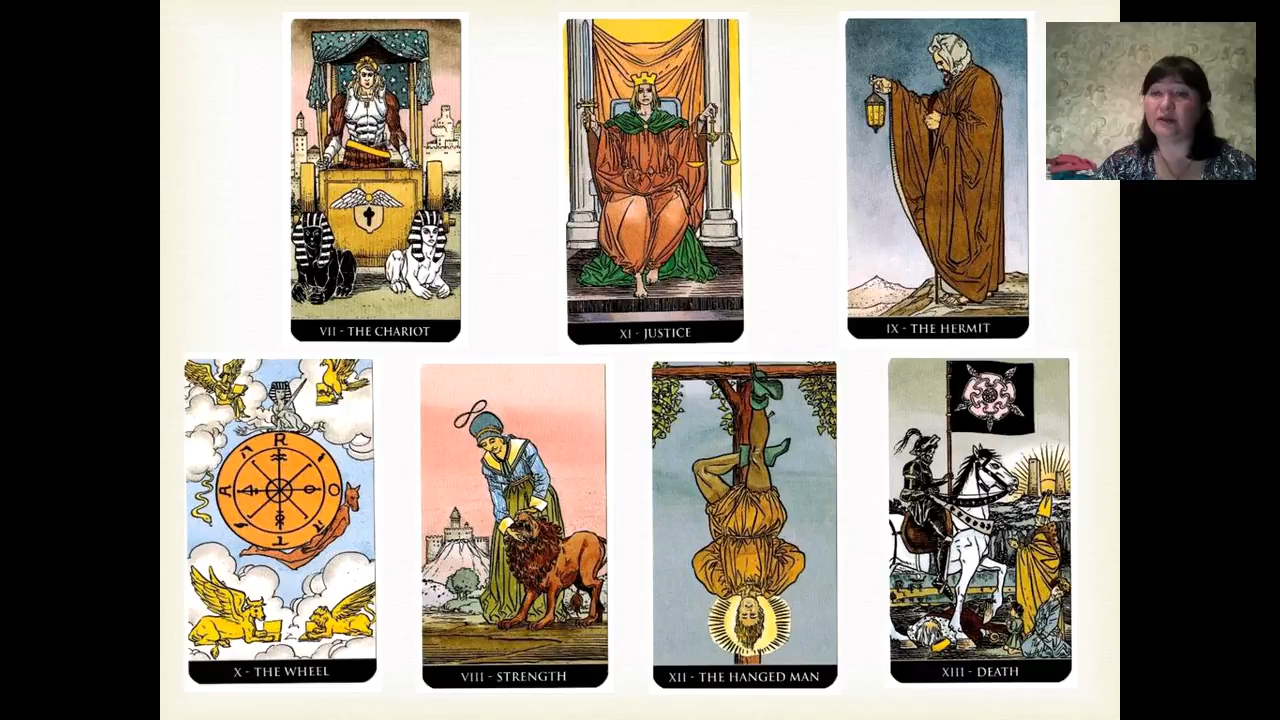 VII - THE CHARIOT
XI - JUSTICE
IX - THE HERMIT
R
O
T
A
X - THE WHEEL
VIII - STRENGTH
XII - THE HANGED MAN
XIII - DEATH